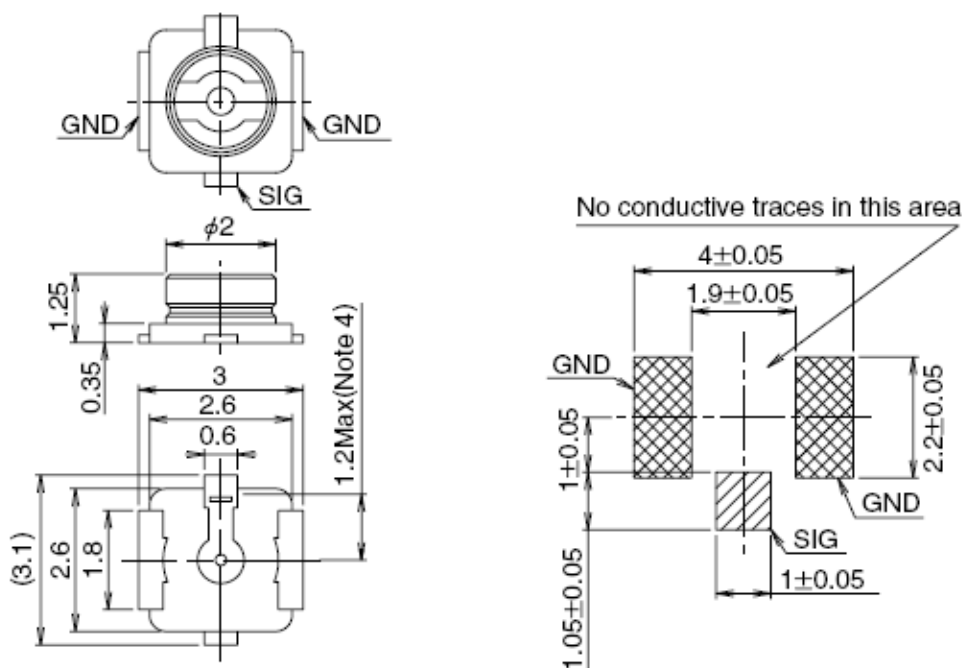 GND
GND
SIG
ϕ2
1.25
0.35
3
2.6
0.6
1.2Max(Note 4)
(3.1)
2.6
1.8
No conductive traces in this area
4±0.05
1.9±0.05
GND
1±0.05
2.2±0.05
GND
SIG
1±0.05
1.05±0.05